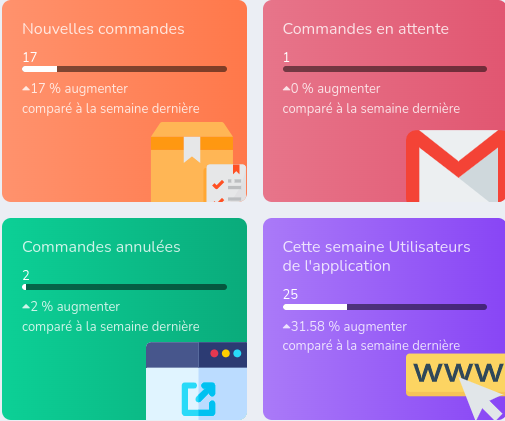 Nouvelles commandes
17
17 % augmenter
comparé à la semaine dernière
Commandes en attente
1
0 % augmenter
comparé à la semaine dernière
Commandes annulées
2
2 % augmenter
comparé à la semaine dernière
Cette semaine Utilisateurs
de l'application
25
31.58 % augmenter
comparé à la semaine dernière
WWW